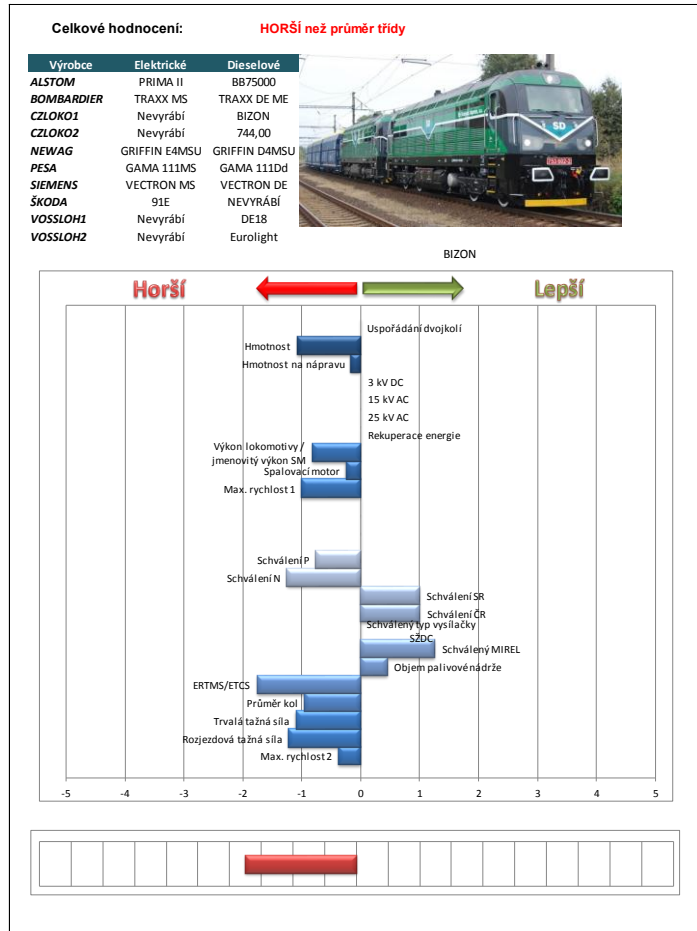 Celkové hodnocení: HORŠÍ než průměr třídy
Výrobce Elektrické Dieselové
ALSTOM PRIMA II BB75000
BOMBARDIER TRAXX MS TRAXX DE ME
CZLOKO1 Nevyrábí BIZON
CZLOKO2 Nevyrábí 744,00
NEWAG GRIFFIN E4MSU GRIFFIN D4MSU
PESA GAMA 111MS GAMA 111Dd
SIEMENS VECTRON MS VECTRON DE
ŠKODA 91E NEVYRÁBÍ
VOSSLOH1 Nevyrábí DE18
VOSSLOH2 Nevyrábí Eurolight
SD
BIZON
Horší Lepší
Uspořádání dvojkolí
Hmotnost
Hmotnost na nápravu
3 kV DC
15 kV AC
25 kV AC
Rekuperace energie
Výkon lokomotivy /
jmenovitý výkon SM
Spalovací motor
Max. rychlost 1
Schválení P
Schválení N
Schválení SR
Schválení ČR
Schválený typ vysílačky
SŽDC
Schválený MIREL
Objem palivové nádrže
ERTMS/ETCS
Průměr kol
Trvalá tažná síla
Rozjezdová tažná síla
Max. rychlost 2
-5 -4 -3 -2 -1 0 1 2 3 4 5